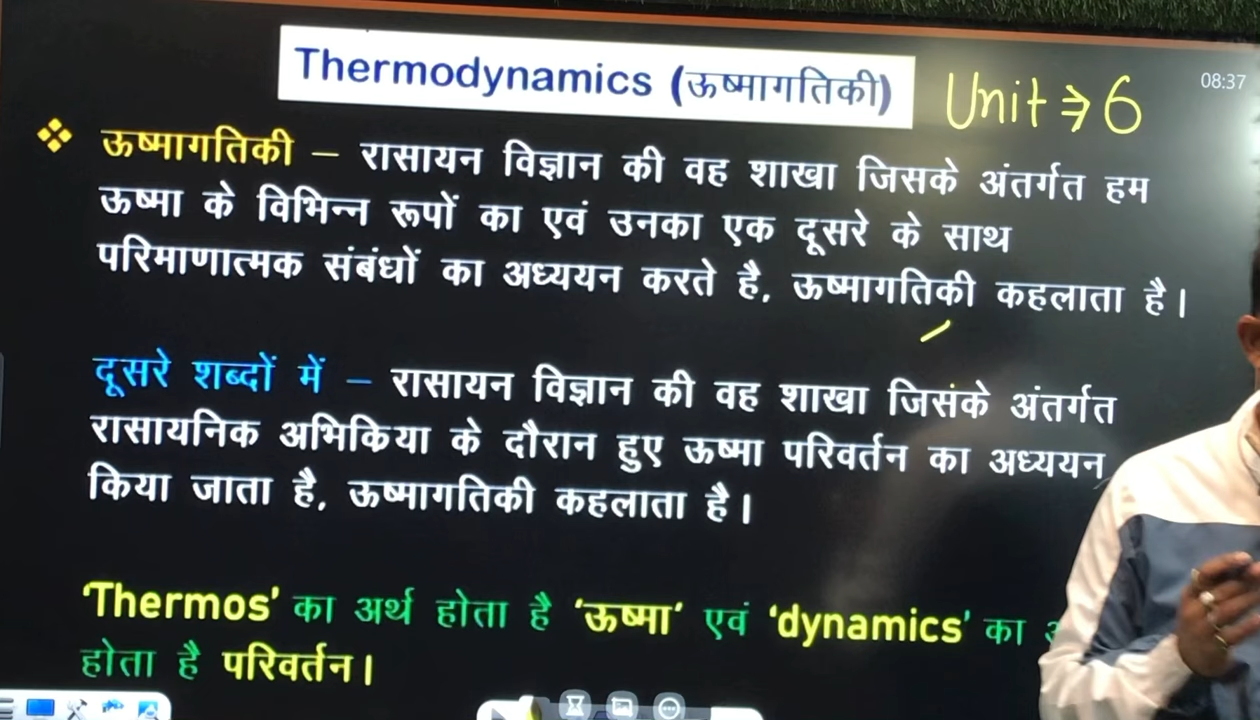 Thermodynamics (ऊष्मागतिकी) Unit ⇒ 6
08:37
❖ ऊष्मागतिकी – रासायन विज्ञान की वह शाखा जिसके अंतर्गत हम
ऊष्मा के विभिन्न रूपों का एवं उनका एक दूसरे के साथ
परिमाणात्मक संबंधों का अध्ययन करते है, ऊष्मागतिकी कहलाता है।
दूसरे शब्दों में – रासायन विज्ञान की वह शाखा जिसके अंतर्गत
रासायनिक अभिकिया के दौरान हुए ऊष्मा परिवर्तन का अध्ययन
किया जाता है, ऊष्मागतिकी कहलाता है।
‘Thermos’ का अर्थ होता है ‘ऊष्मा‘ एवं ‘dynamics’ का
होता है परिवर्तन।